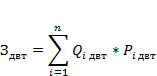 З_двт = ∑_{i=1}^{n} Q_{i двт} * P_{i двт}